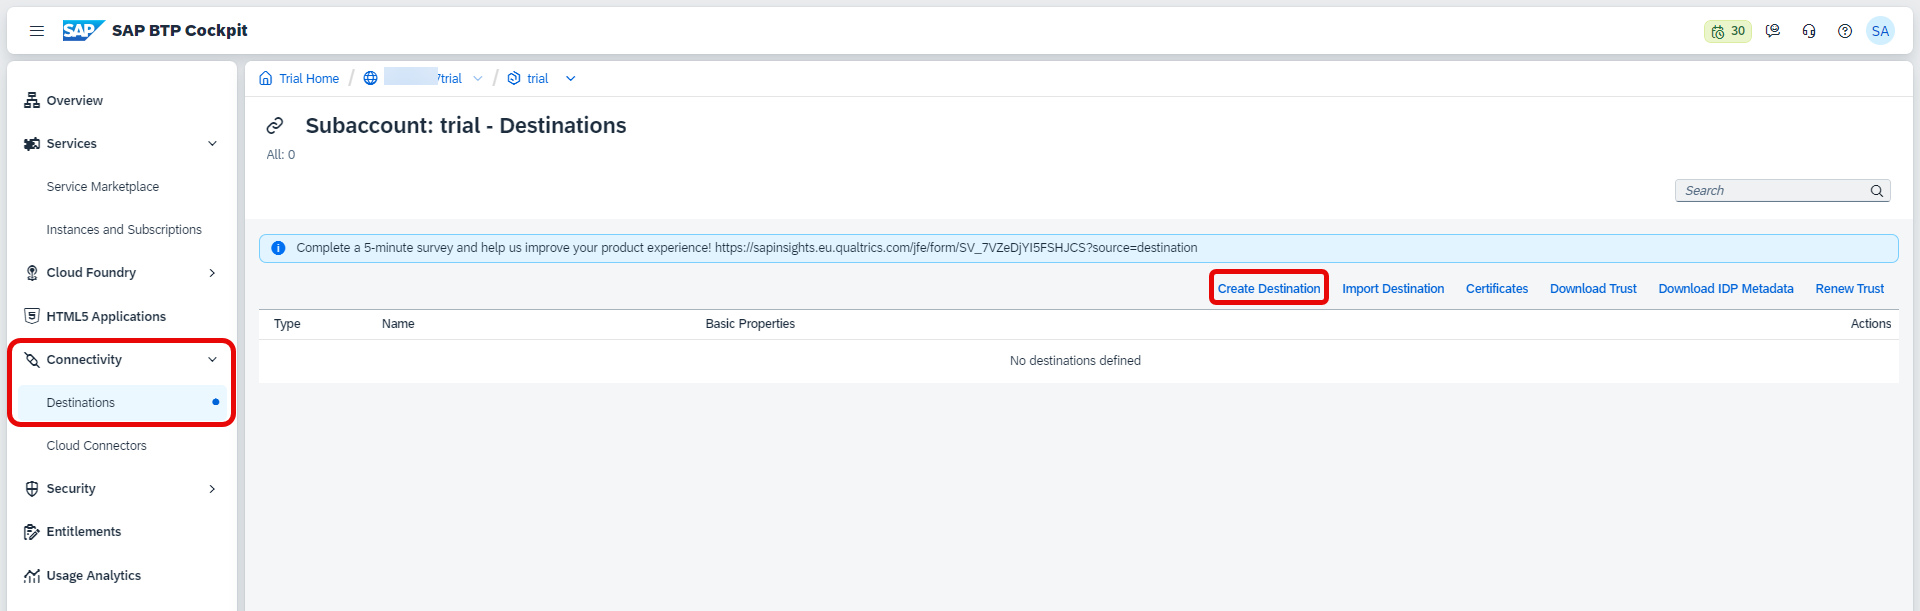 SAP SAP BTP Cockpit 30 SA
Trial Home / 7trial / trial
Overview
Services
Service Marketplace
Instances and Subscriptions
Cloud Foundry
HTML5 Applications
Connectivity
Destinations
Cloud Connectors
Security
Entitlements
Usage Analytics
Subaccount: trial - Destinations
All: 0
Search
Complete a 5-minute survey and help us improve your product experience! https://sapinsights.eu.qualtrics.com/jfe/form/SV_7VZeDjYI5FSHJCS?source=destination
Create Destination Import Destination Certificates Download Trust Download IDP Metadata Renew Trust
Type Name Basic Properties Actions
No destinations defined